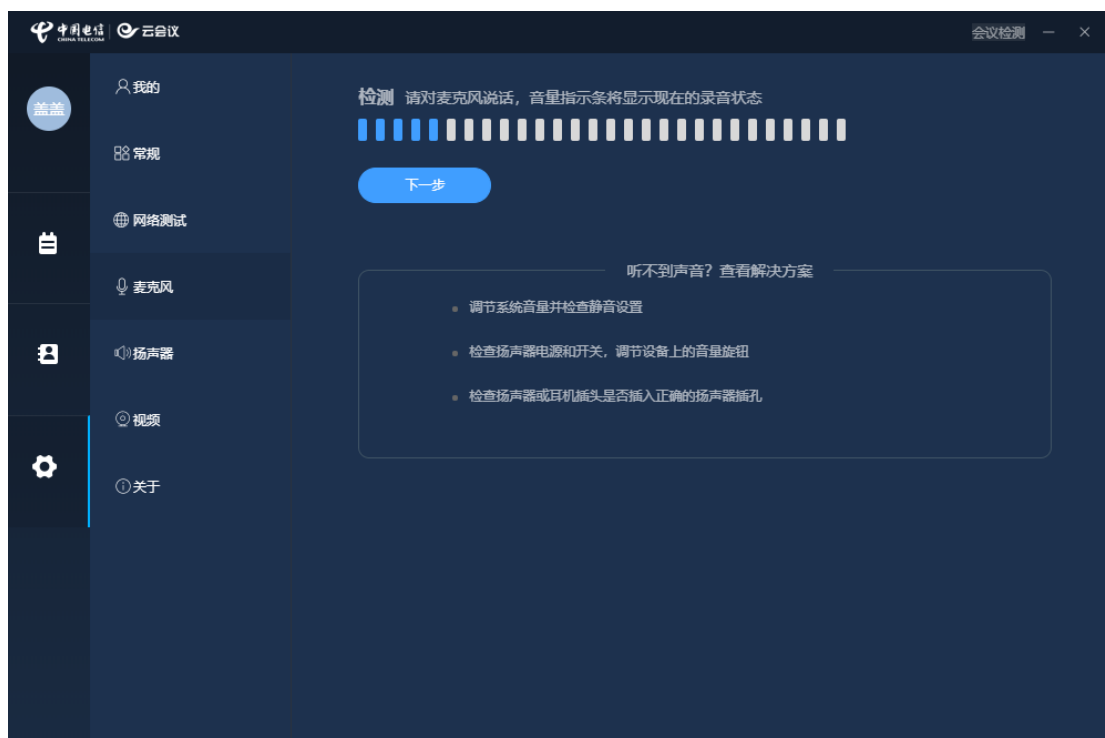 中国电信 云会议 会议检测
CHINA TELECOM
盖盖
我的
常规
网络测试
麦克风
扬声器
视频
关于
检测 请对麦克风说话，音量指示条将显示现在的录音状态
下一步
听不到声音？查看解决方案
调节系统音量并检查静音设置
检查扬声器电源和开关，调节设备上的音量旋钮
检查扬声器或耳机插头是否插入正确的扬声器插孔